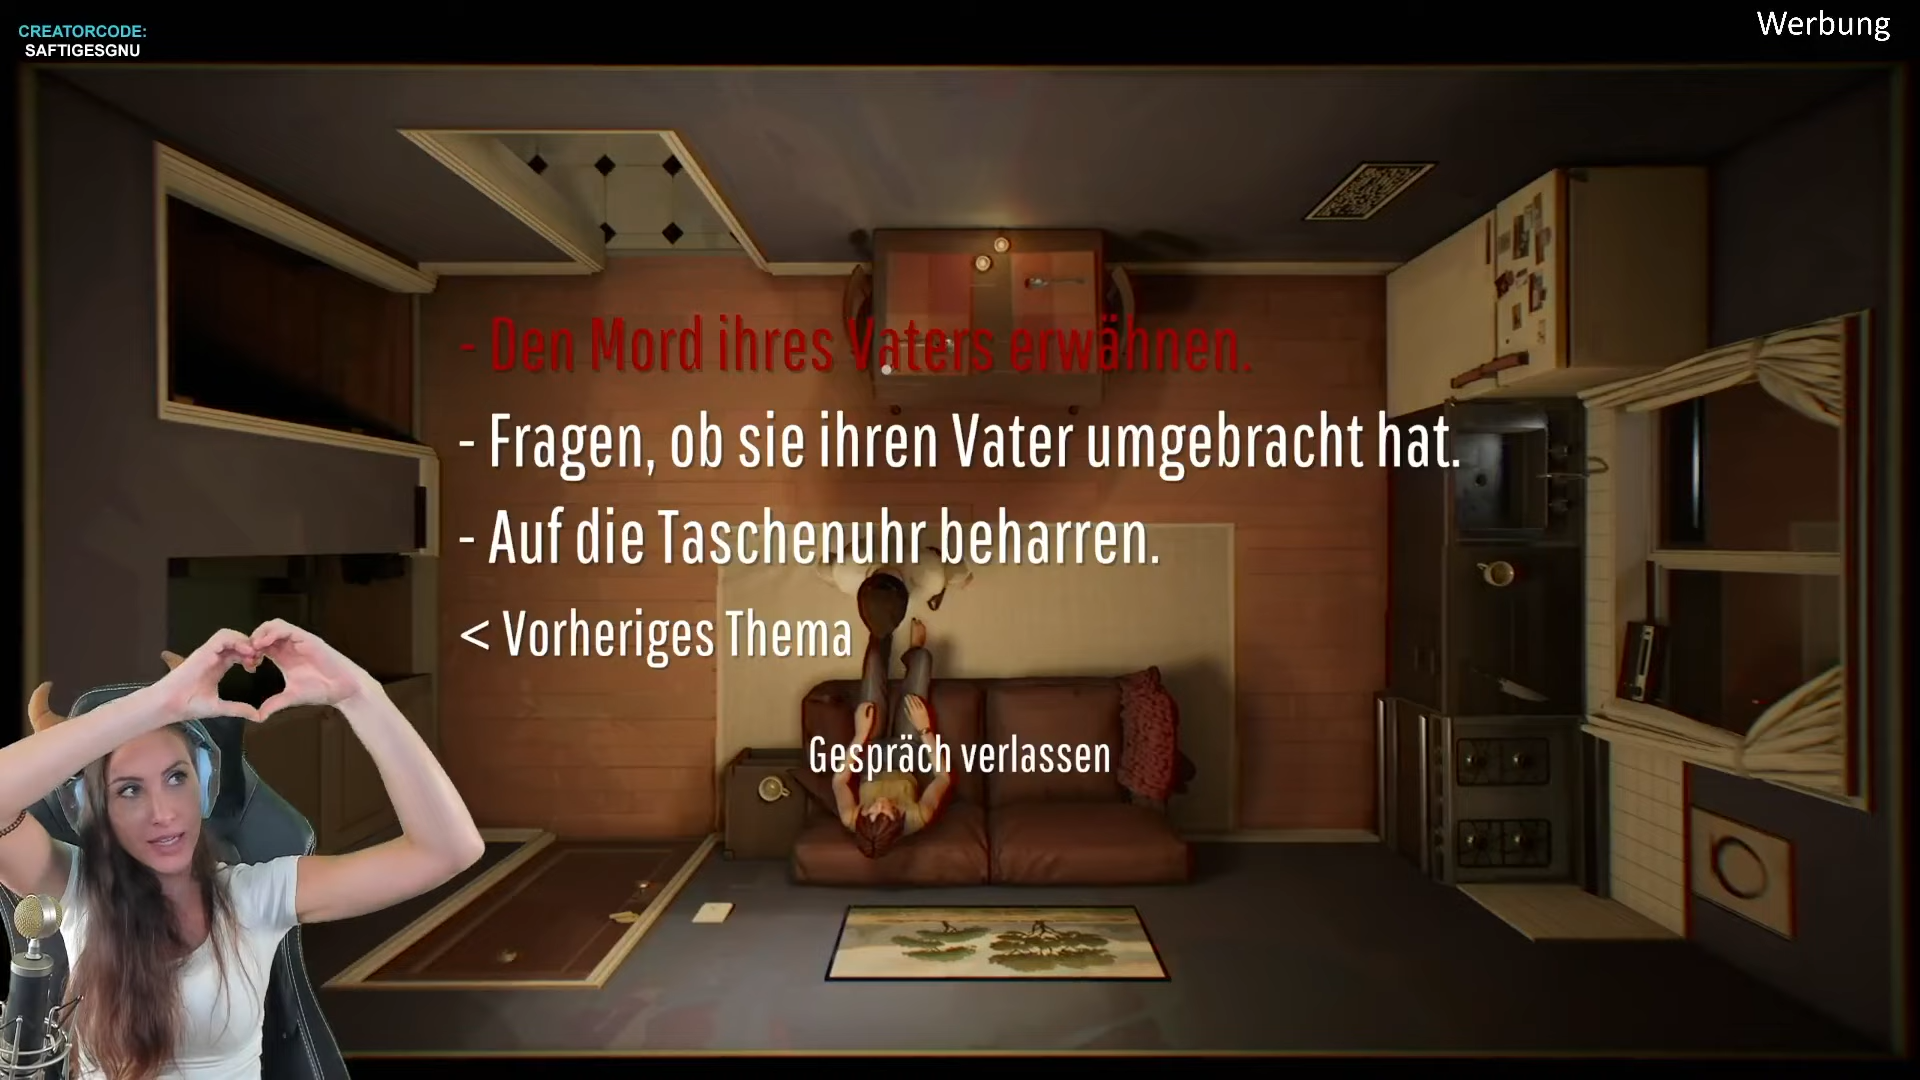 CREATORCODE:
SAFTIGESGNU
Werbung
- Den Mord ihres Vaters erwähnen.
- Fragen, ob sie ihren Vater umgebracht hat.
- Auf die Taschenuhr beharren.
< Vorheriges Thema
Gespräch verlassen